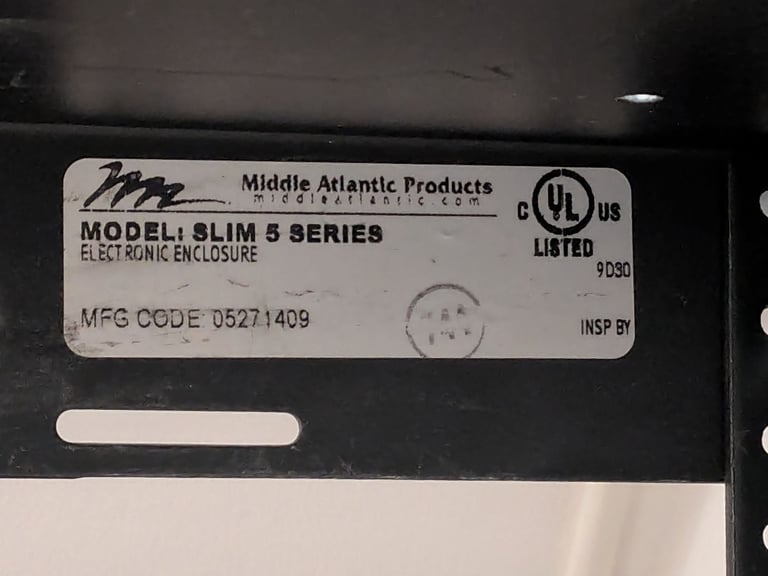 Middle Atlantic Products
middleatlantic.com
MODEL: SLIM 5 SERIES
ELECTRONIC ENCLOSURE
MFG CODE: 05271409
C UL US
LISTED
9D30
INSP BY